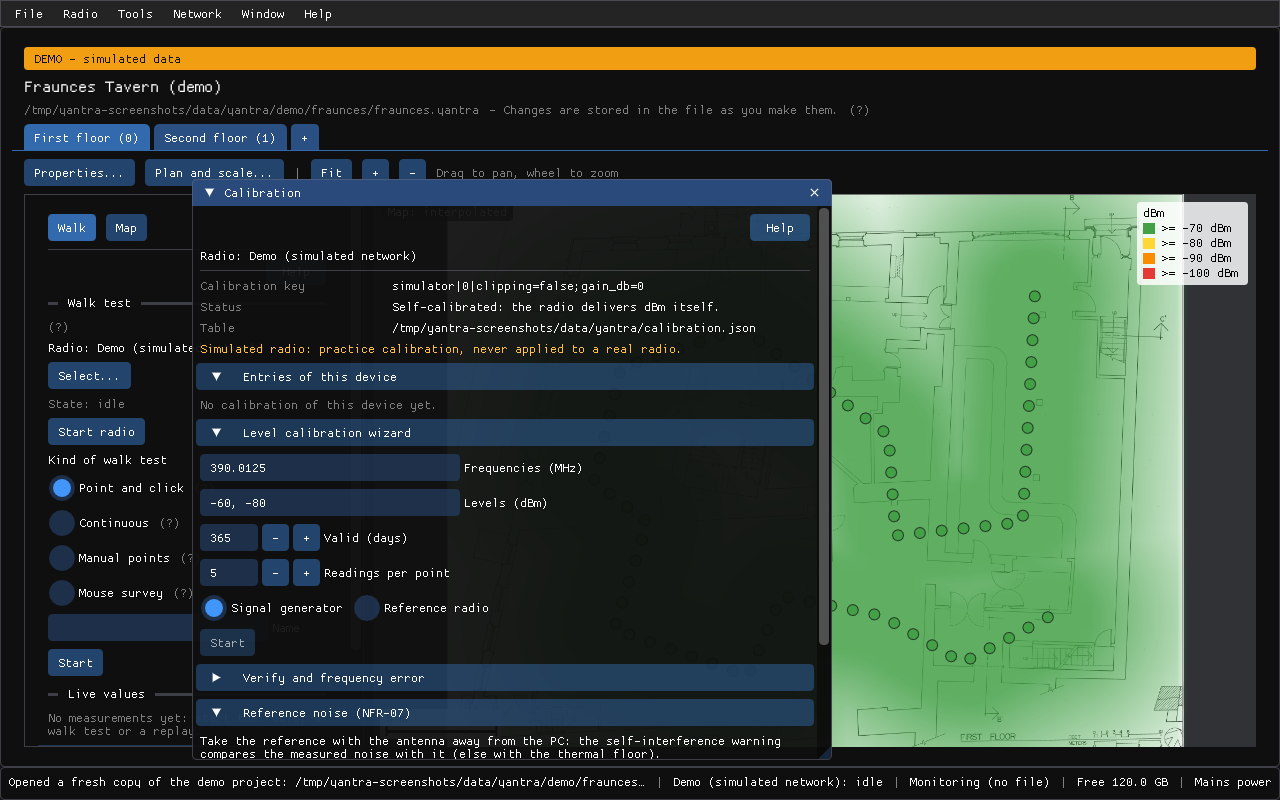 File Radio Tools Network Window Help
DEMO - simulated data
Fraunces Tavern (demo)
/tmp/yantra-screenshots/data/yantra/demo/fraunces/fraunces.yantra - Changes are stored in the file as you make them. (?)
First floor (0) Second floor (1) +
Properties... Plan and scale... | Fit + - Drag to pan, wheel to zoom
Calibration
Map: interpolated
Walk Map
Help
Radio: Demo (simulated network)
Calibration key simulator|0|clipping=false;gain_db=0
Status Self-calibrated: the radio delivers dBm itself.
Table /tmp/yantra-screenshots/data/yantra/calibration.json
Simulated radio: practice calibration, never applied to a real radio.
Entries of this device
No calibration of this device yet.
Level calibration wizard
390.0125 Frequencies (MHz)
-60, -80 Levels (dBm)
365 - + Valid (days)
5 - + Readings per point
Signal generator Reference radio
Start
Verify and frequency error
Reference noise (NFR-07)
Take the reference with the antenna away from the PC: the self-interference warning
compares the measured noise with it (else with the thermal floor).
Walk test
(?)
Radio: Demo (simulate
Select...
State: idle
Start radio
Kind of walk test
Point and click
Continuous (?)
Manual points (?
Mouse survey (?)
Name
Start
Live values
No measurements yet:
walk test or a replay
dBm
>= -70 dBm
>= -80 dBm
>= -90 dBm
>= -100 dBm
FIRST FLOOR
Opened a fresh copy of the demo project: /tmp/yantra-screenshots/data/yantra/demo/fraunces… | Demo (simulated network): idle | Monitoring (no file) | Free 120.0 GB | Mains power